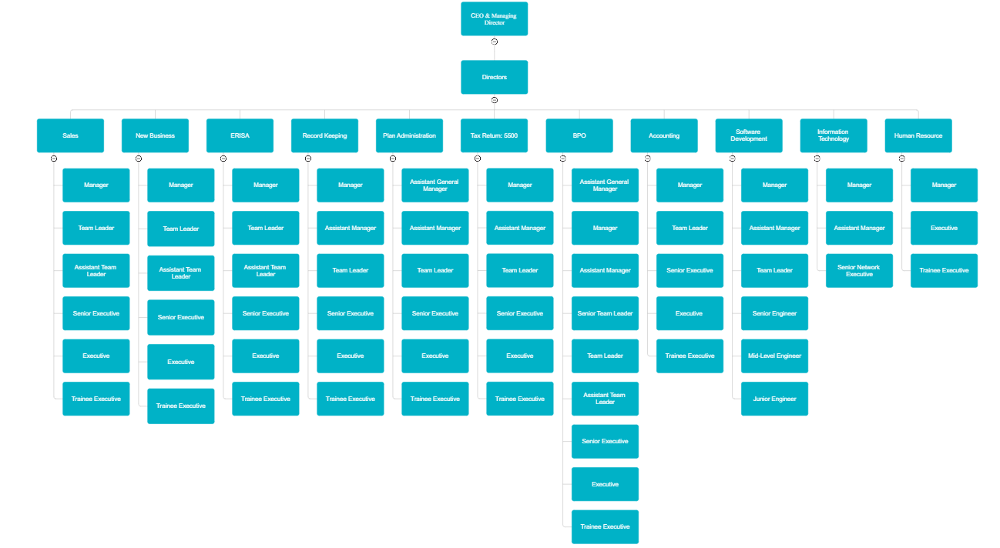 CEO & Managing
Director
Directors
Sales
New Business
ERISA
Record Keeping
Plan Administration
Tax Return: 5500
BPO
Accounting
Software
Development
Information
Technology
Human Resource
Manager
Team Leader
Assistant Team
Leader
Senior Executive
Executive
Trainee Executive
Manager
Team Leader
Assistant Team
Leader
Senior Executive
Executive
Trainee Executive
Manager
Team Leader
Assistant Team
Leader
Senior Executive
Executive
Trainee Executive
Manager
Assistant Manager
Team Leader
Senior Executive
Executive
Trainee Executive
Assistant General
Manager
Assistant Manager
Team Leader
Senior Executive
Executive
Trainee Executive
Manager
Assistant Manager
Team Leader
Senior Executive
Executive
Trainee Executive
Assistant General
Manager
Manager
Assistant Manager
Senior Team Leader
Team Leader
Assistant Team
Leader
Senior Executive
Executive
Trainee Executive
Manager
Team Leader
Senior Executive
Executive
Trainee Executive
Manager
Assistant Manager
Team Leader
Senior Engineer
Mid-Level Engineer
Junior Engineer
Manager
Assistant Manager
Senior Network
Executive
Manager
Executive
Trainee Executive